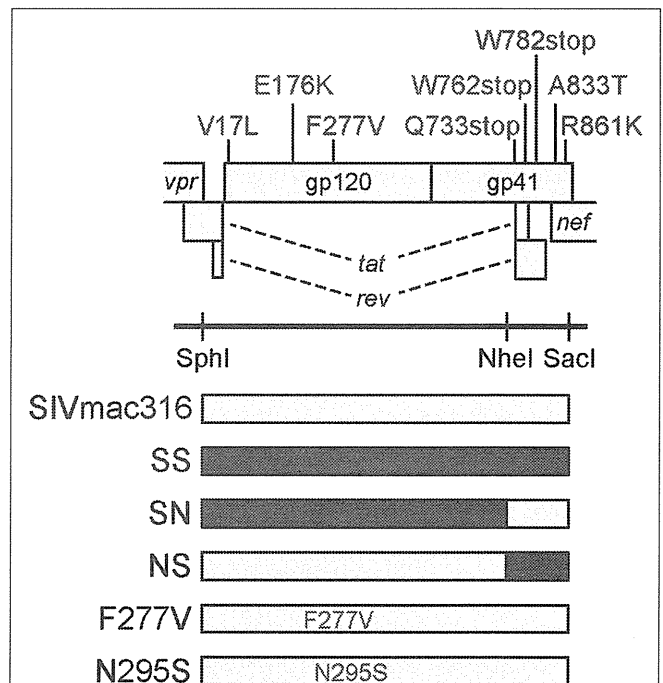 W782stop
E176K W762stop A833T
V17L F277V Q733stop R861K
vpr gp120 gp41
nef
tat
rev
SphI NheI SacI
SIVmac316
SS
SN
NS
F277V F277V
N295S N295S